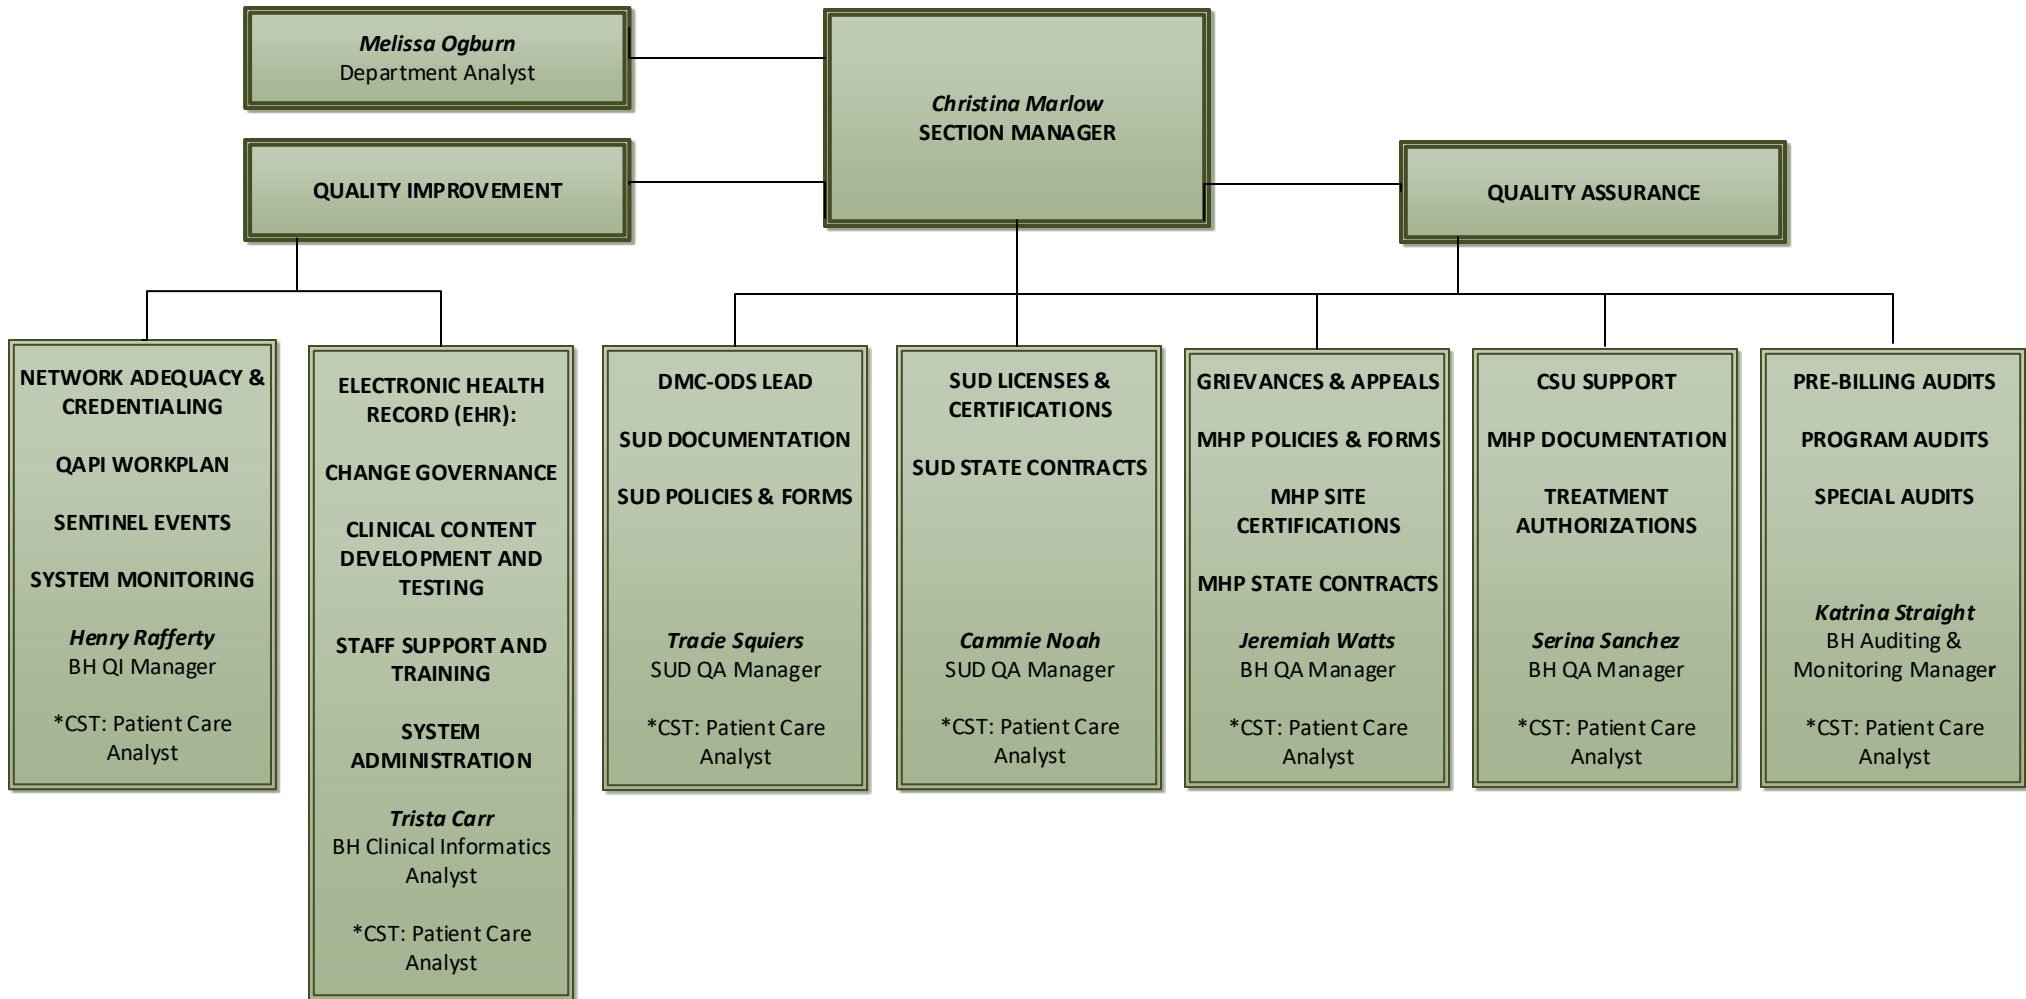 Melissa Ogburn
Department Analyst
Christina Marlow
SECTION MANAGER
QUALITY IMPROVEMENT
QUALITY ASSURANCE
NETWORK ADEQUACY &
CREDENTIALING
QAPI WORKPLAN
SENTINEL EVENTS
SYSTEM MONITORING
Henry Rafferty
BH QI Manager
*CST: Patient Care
Analyst
ELECTRONIC HEALTH
RECORD (EHR):
CHANGE GOVERNANCE
CLINICAL CONTENT
DEVELOPMENT AND
TESTING
STAFF SUPPORT AND
TRAINING
SYSTEM
ADMINISTRATION
Trista Carr
BH Clinical Informatics
Analyst
*CST: Patient Care
Analyst
DMC-ODS LEAD
SUD DOCUMENTATION
SUD POLICIES & FORMS
Tracie Squiers
SUD QA Manager
*CST: Patient Care
Analyst
SUD LICENSES &
CERTIFICATIONS
SUD STATE CONTRACTS
Cammie Noah
SUD QA Manager
*CST: Patient Care
Analyst
GRIEVANCES & APPEALS
MHP POLICIES & FORMS
MHP SITE
CERTIFICATIONS
MHP STATE CONTRACTS
Jeremiah Watts
BH QA Manager
*CST: Patient Care
Analyst
CSU SUPPORT
MHP DOCUMENTATION
TREATMENT
AUTHORIZATIONS
Serina Sanchez
BH QA Manager
*CST: Patient Care
Analyst
PRE-BILLING AUDITS
PROGRAM AUDITS
SPECIAL AUDITS
Katrina Straight
BH Auditing &
Monitoring Manager
*CST: Patient Care
Analyst